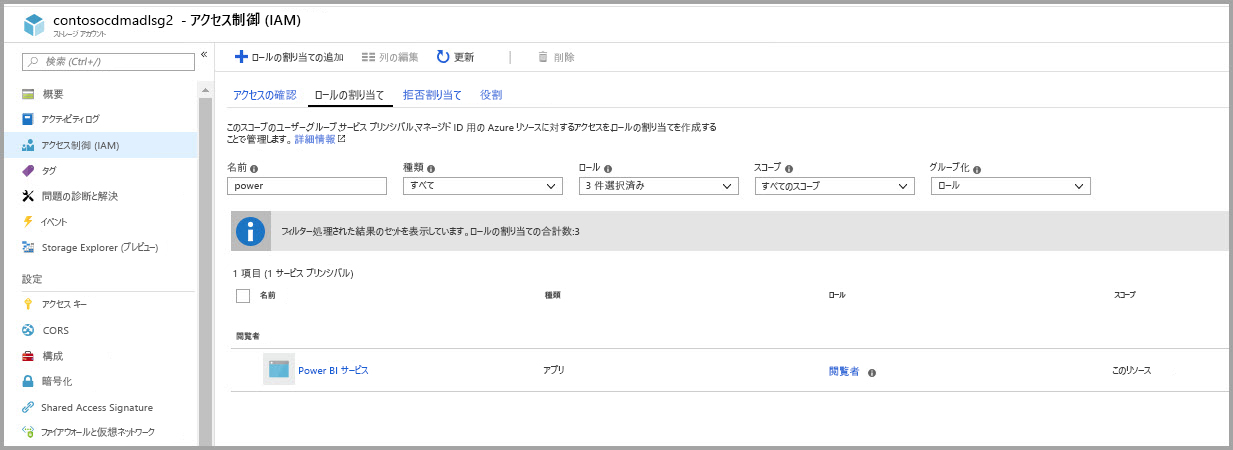 contosocdmadlsg2 - アクセス制御 (IAM)
ストレージ アカウント
検索 (Ctrl+/)
«
概要
アクティビティログ
アクセス制御 (IAM)
タグ
問題の診断と解決
イベント
Storage Explorer (プレビュー)
設定
アクセス キー
CORS
構成
暗号化
Shared Access Signature
ファイアウォールと仮想ネットワーク
ロールの割り当ての追加
列の編集
更新
削除
アクセスの確認
ロールの割り当て
拒否割り当て
役割
このスコープのユーザー、グループ、サービス プリンシパル、マネージド ID 用の Azure リソースに対するアクセスを、ロールの割り当てを作成する
ことで管理します。 詳細情報
名前
power
種類
すべて
ロール
3 件選択済み
スコープ
すべてのスコープ
グループ化
ロール
フィルター処理された結果のセットを表示しています。ロールの割り当ての合計数:3
1 項目 (1 サービス プリンシパル)
名前 種類 ロール スコープ
閲覧者
Power BI サービス アプリ 閲覧者 このリソース